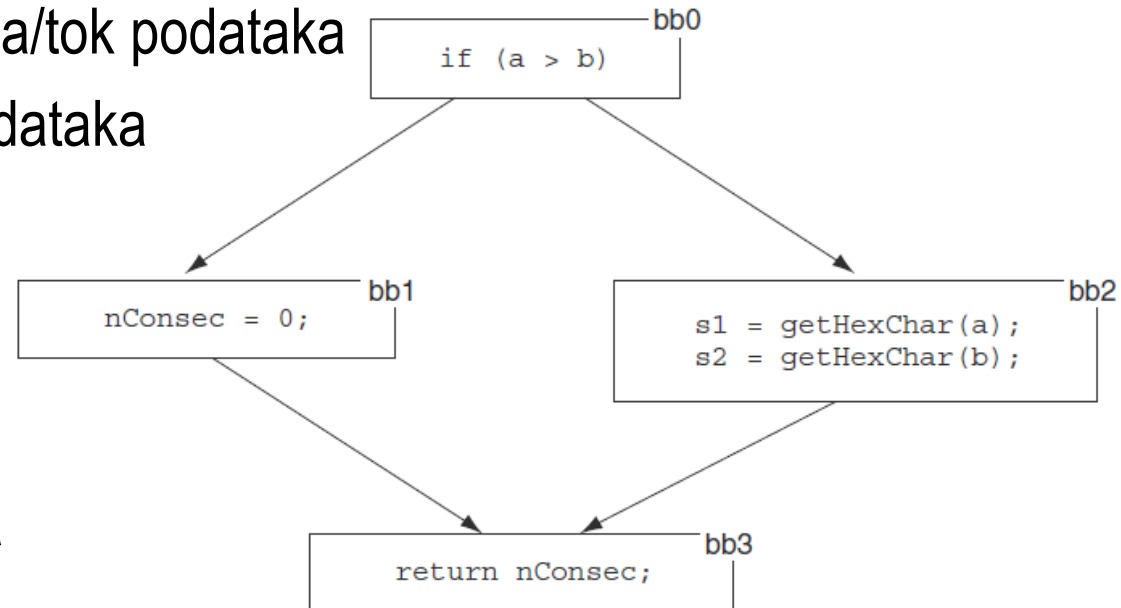 a/tok podataka
dataka
bb0
if (a > b)
bb1
nConsec = 0;
bb2
s1 = getHexChar(a);
s2 = getHexChar(b);
bb3
return nConsec;